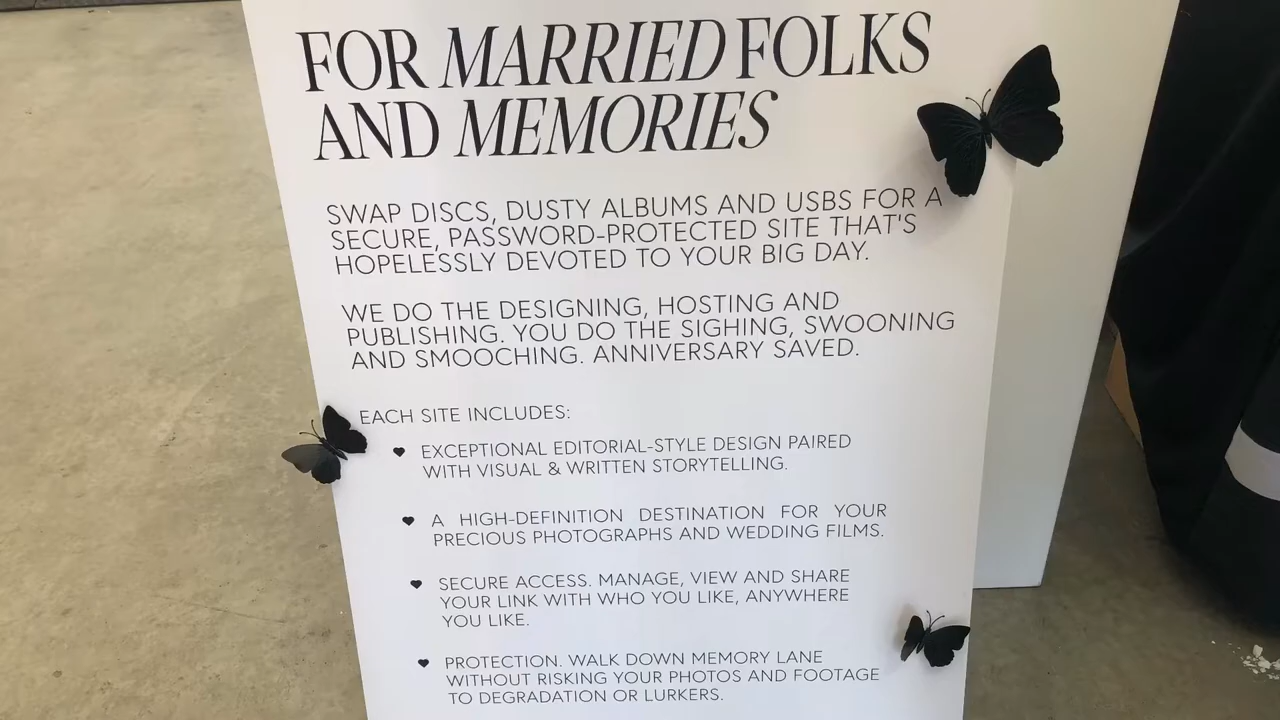 FOR MARRIED FOLKS
AND MEMORIES
SWAP DISCS, DUSTY ALBUMS AND USBS FOR A
SECURE, PASSWORD-PROTECTED SITE THAT'S
HOPELESSLY DEVOTED TO YOUR BIG DAY.
WE DO THE DESIGNING, HOSTING AND
PUBLISHING. YOU DO THE SIGHING, SWOONING
AND SMOOCHING. ANNIVERSARY SAVED.
EACH SITE INCLUDES:
EXCEPTIONAL EDITORIAL-STYLE DESIGN PAIRED
WITH VISUAL & WRITTEN STORYTELLING.
A HIGH-DEFINITION DESTINATION FOR YOUR
PRECIOUS PHOTOGRAPHS AND WEDDING FILMS.
SECURE ACCESS. MANAGE, VIEW AND SHARE
YOUR LINK WITH WHO YOU LIKE, ANYWHERE
YOU LIKE.
PROTECTION. WALK DOWN MEMORY LANE
WITHOUT RISKING YOUR PHOTOS AND FOOTAGE
TO DEGRADATION OR LURKERS.